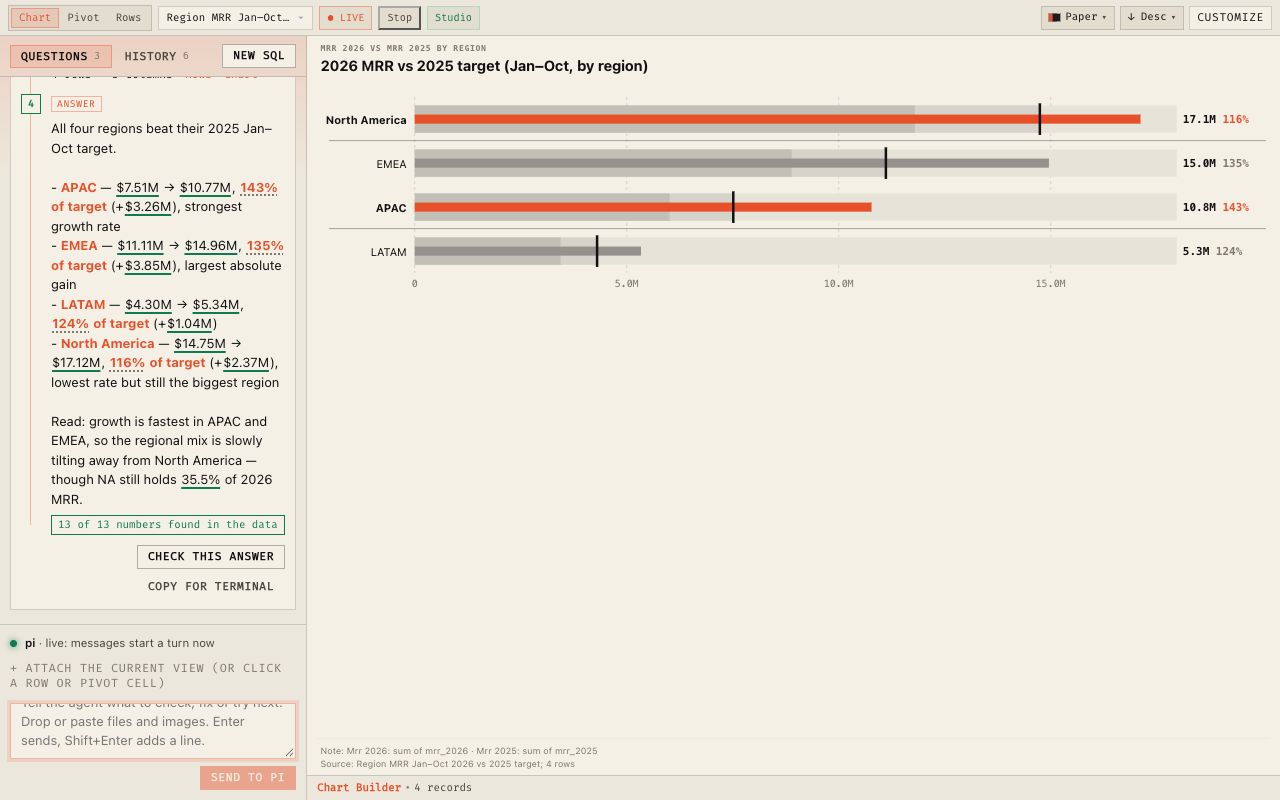 Chart Pivot Rows Region MRR Jan–Oct… LIVE Stop Studio Paper ↓ Desc CUSTOMIZE
QUESTIONS 3 HISTORY 6 NEW SQL
4
ANSWER
All four regions beat their 2025 Jan–
Oct target.
- APAC — $7.51M → $10.77M, 143%
of target (+$3.26M), strongest
growth rate
- EMEA — $11.11M → $14.96M, 135%
of target (+$3.85M), largest absolute
gain
- LATAM — $4.30M → $5.34M,
124% of target (+$1.04M)
- North America — $14.75M →
$17.12M, 116% of target (+$2.37M),
lowest rate but still the biggest region
Read: growth is fastest in APAC and
EMEA, so the regional mix is slowly
tilting away from North America —
though NA still holds 35.5% of 2026
MRR.
13 of 13 numbers found in the data
CHECK THIS ANSWER
COPY FOR TERMINAL
pi · live: messages start a turn now
+ ATTACH THE CURRENT VIEW (OR CLICK
A ROW OR PIVOT CELL)
Tell the agent what to check, fix or try next.
Drop or paste files and images. Enter
sends, Shift+Enter adds a line.
SEND TO PI
MRR 2026 VS MRR 2025 BY REGION
2026 MRR vs 2025 target (Jan–Oct, by region)
North America 17.1M 116%
EMEA 15.0M 135%
APAC 10.8M 143%
LATAM 5.3M 124%
0 5.0M 10.0M 15.0M
Note: Mrr 2026: sum of mrr_2026 · Mrr 2025: sum of mrr_2025
Source: Region MRR Jan–Oct 2026 vs 2025 target; 4 rows
Chart Builder • 4 records